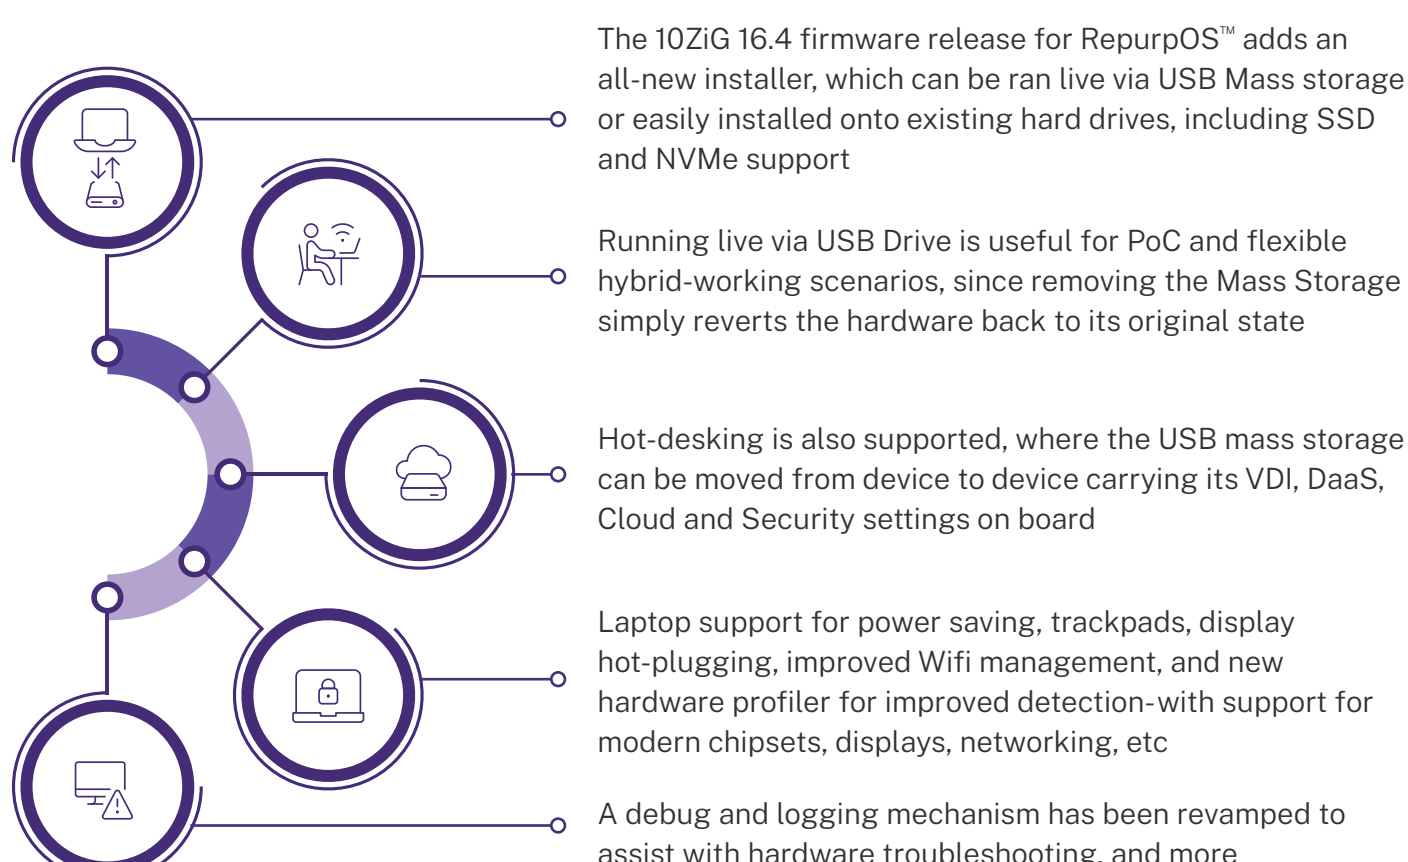 The 10ZiG 16.4 firmware release for RepurpOS™ adds an
all-new installer, which can be ran live via USB Mass storage
or easily installed onto existing hard drives, including SSD
and NVMe support
Running live via USB Drive is useful for PoC and flexible
hybrid-working scenarios, since removing the Mass Storage
simply reverts the hardware back to its original state
Hot-desking is also supported, where the USB mass storage
can be moved from device to device carrying its VDI, DaaS,
Cloud and Security settings on board
Laptop support for power saving, trackpads, display
hot-plugging, improved Wifi management, and new
hardware profiler for improved detection-with support for
modern chipsets, displays, networking, etc
A debug and logging mechanism has been revamped to
assist with hardware troubleshooting, and more